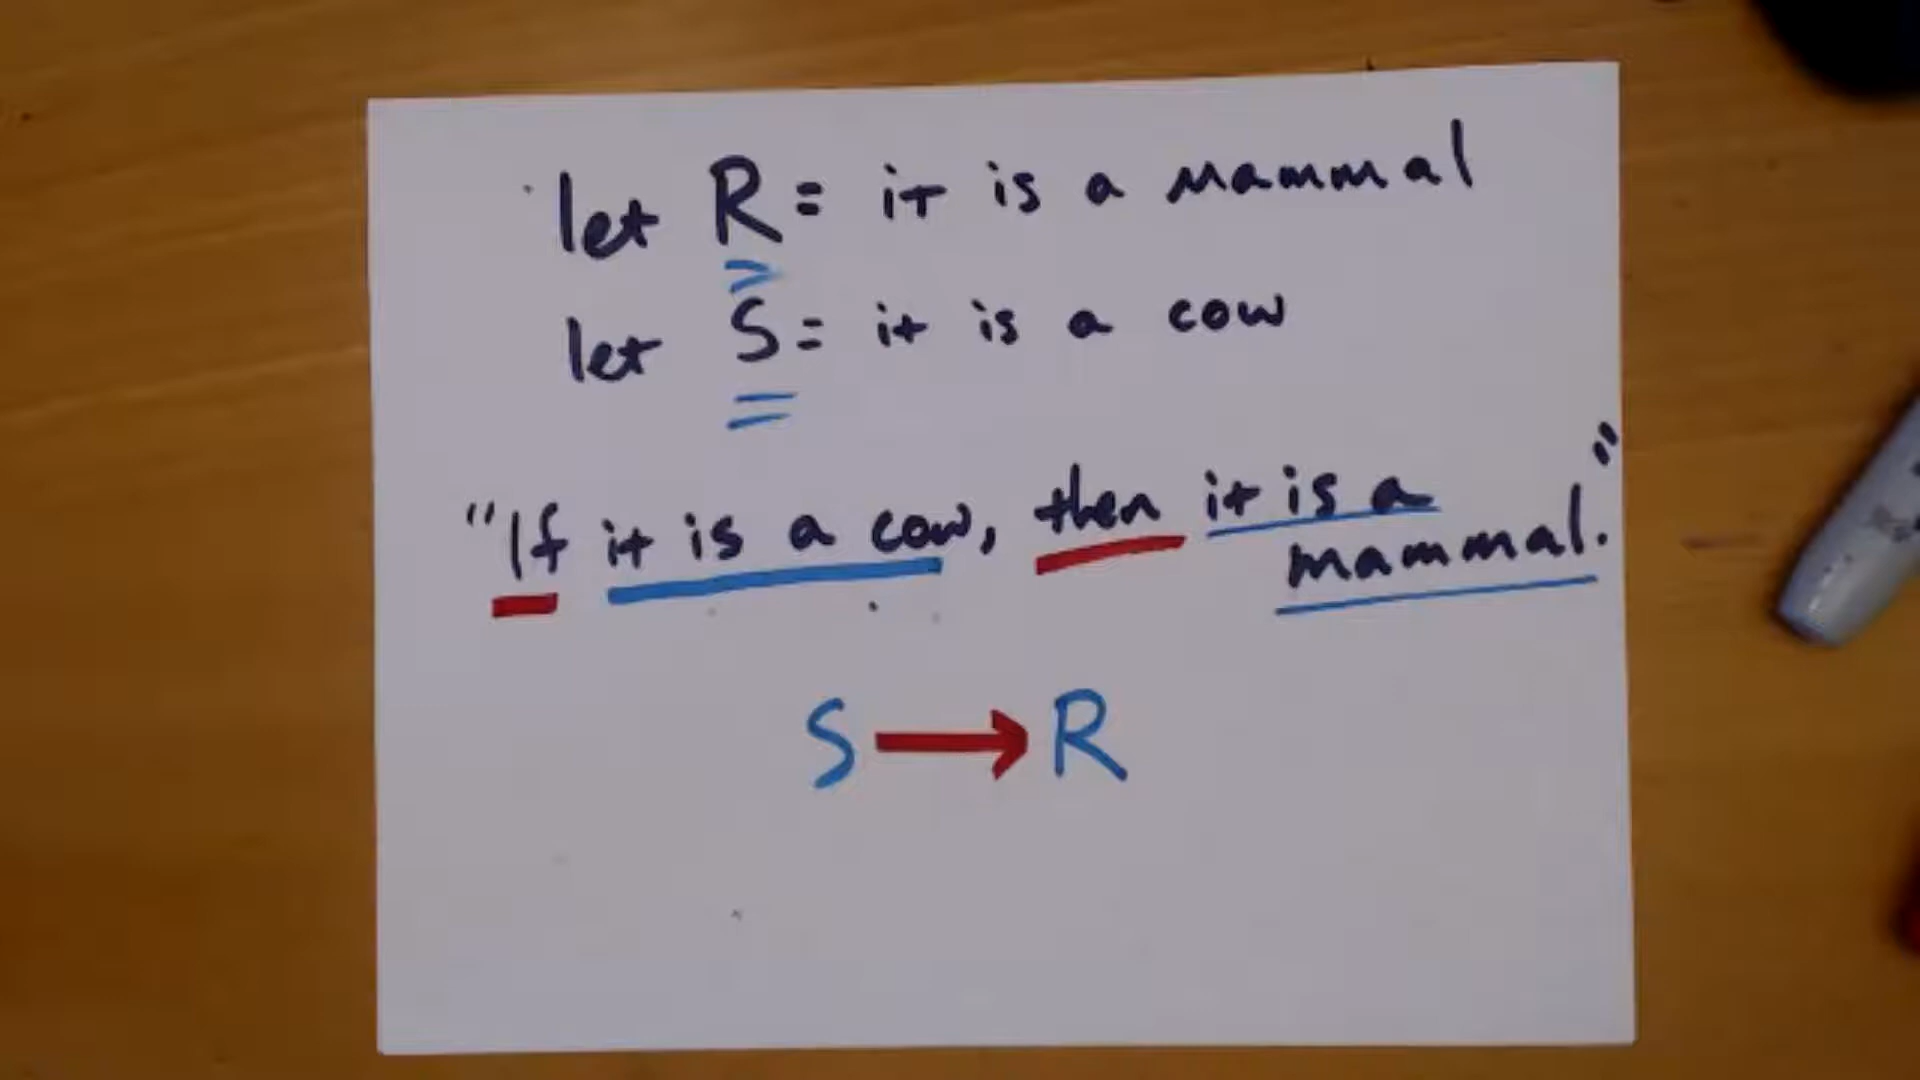 let R = it is a mammal
let S = it is a cow
"If it is a cow, then it is a
mammal."
S → R